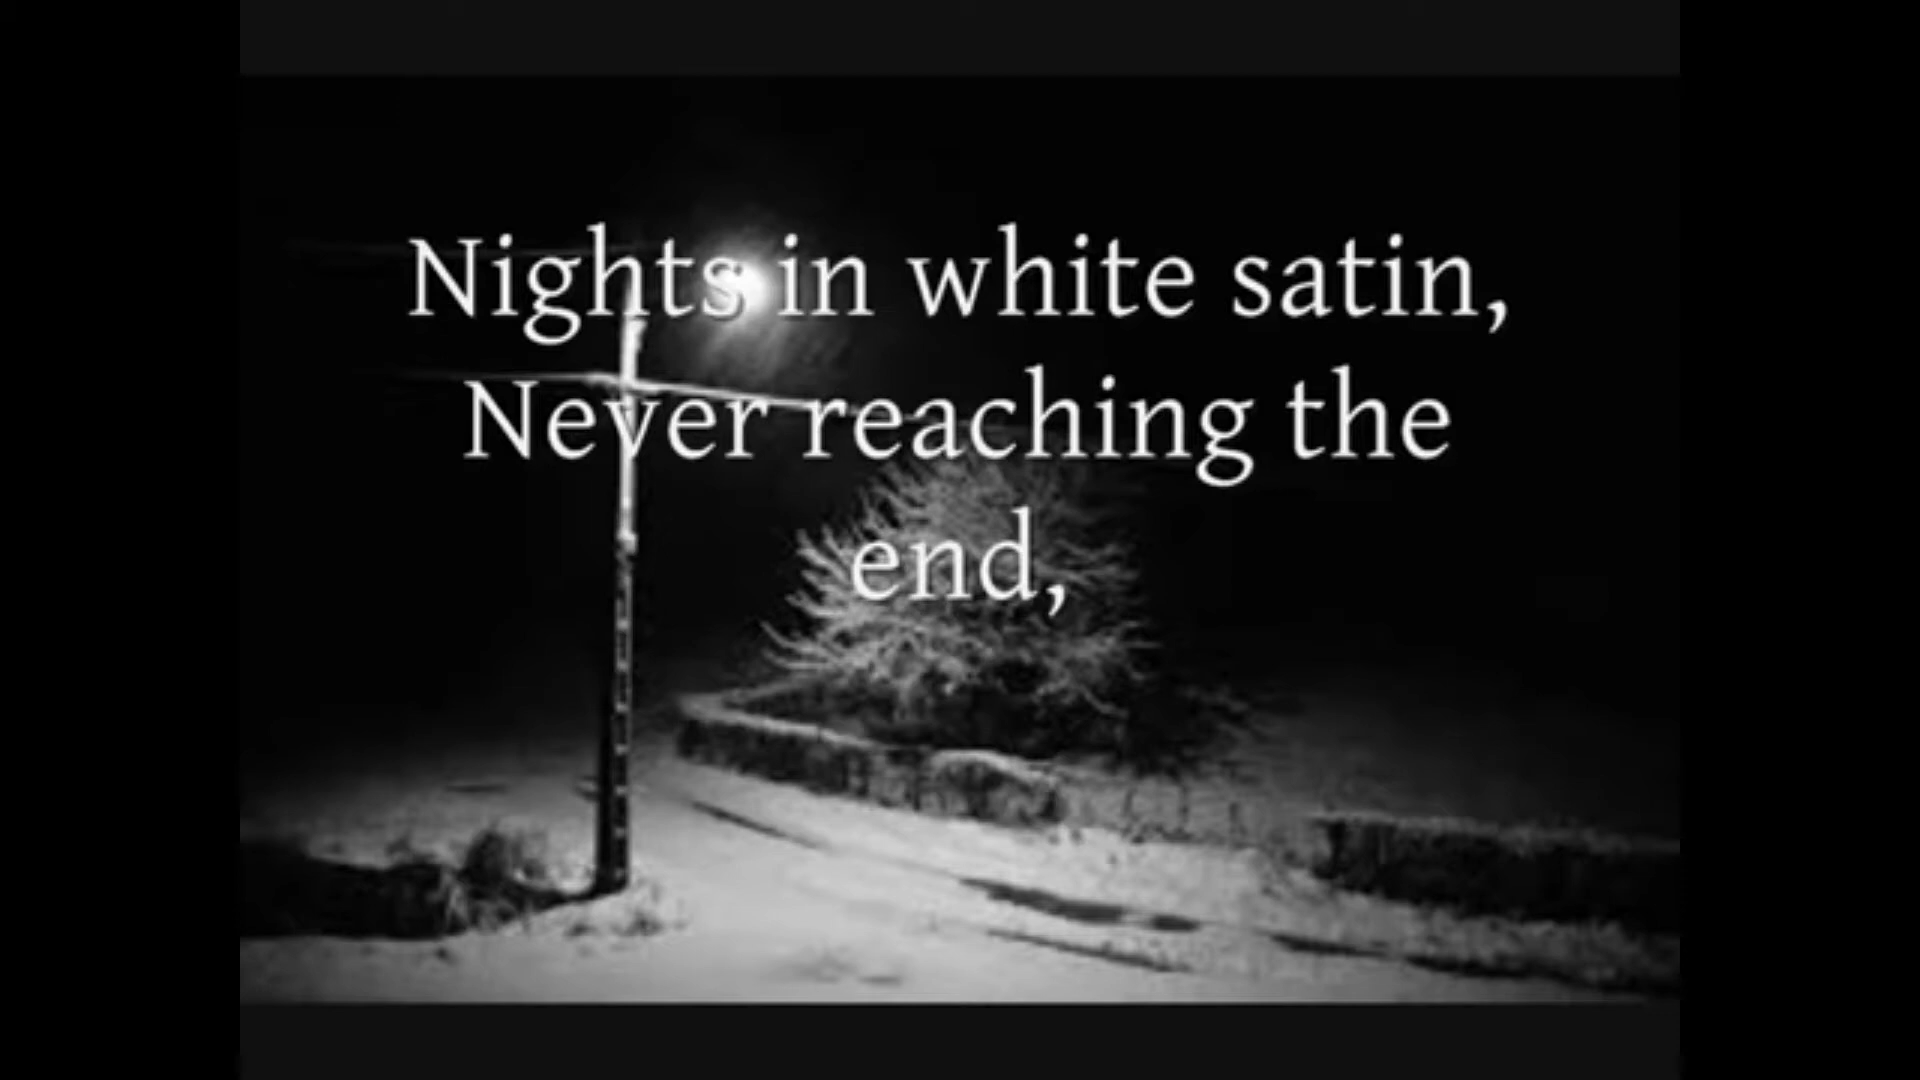 Nights in white satin,
Never reaching the
end,